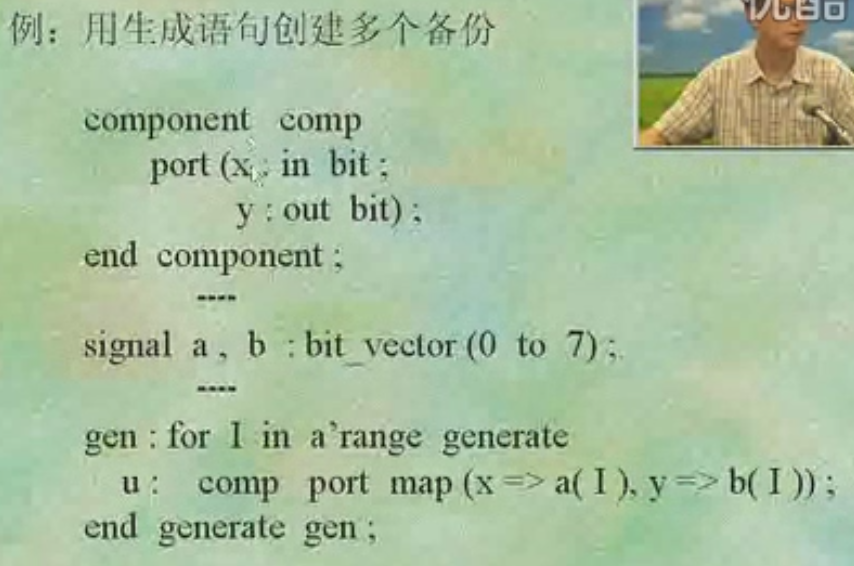 优酷
例：用生成语句创建多个备份
component comp
port (x : in bit ;
y : out bit) ;
end component ;
----
signal a , b : bit_vector (0 to 7) ;
----
gen : for I in a’range generate
u : comp port map (x => a( I ), y => b( I )) ;
end generate gen ;